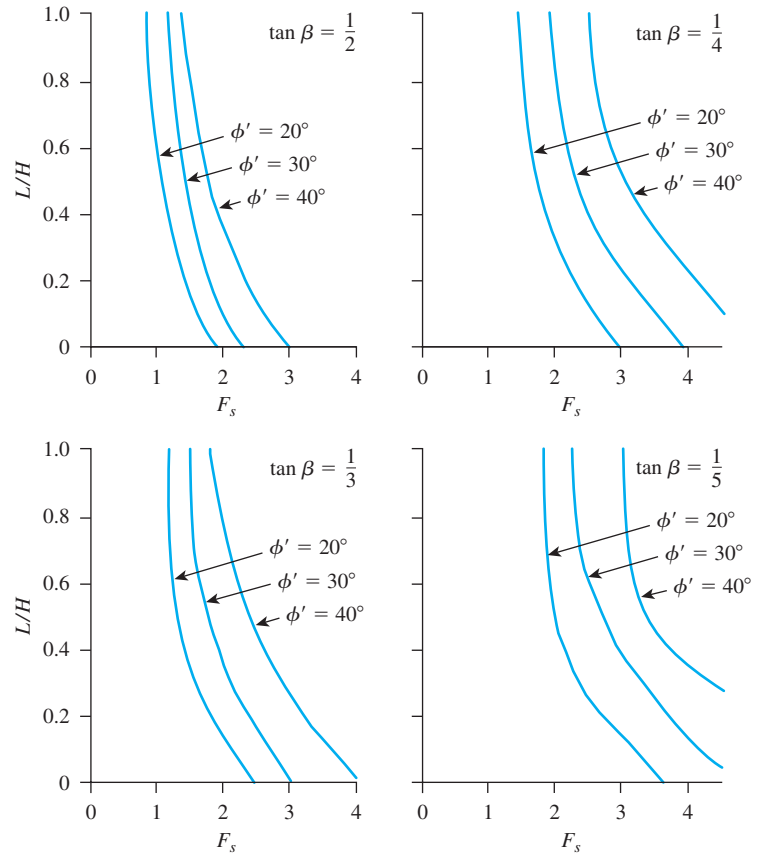 tan β = 1/2
L/H
1.0
0.8
0.6
0.4
0.2
0
ϕ′ = 20°
ϕ′ = 30°
ϕ′ = 40°
0 1 2 3 4
F_s
tan β = 1/4
ϕ′ = 20°
ϕ′ = 30°
ϕ′ = 40°
0 1 2 3 4
F_s
tan β = 1/3
L/H
1.0
0.8
0.6
0.4
0.2
0
ϕ′ = 20°
ϕ′ = 30°
ϕ′ = 40°
0 1 2 3 4
F_s
tan β = 1/5
ϕ′ = 20°
ϕ′ = 30°
ϕ′ = 40°
0 1 2 3 4
F_s